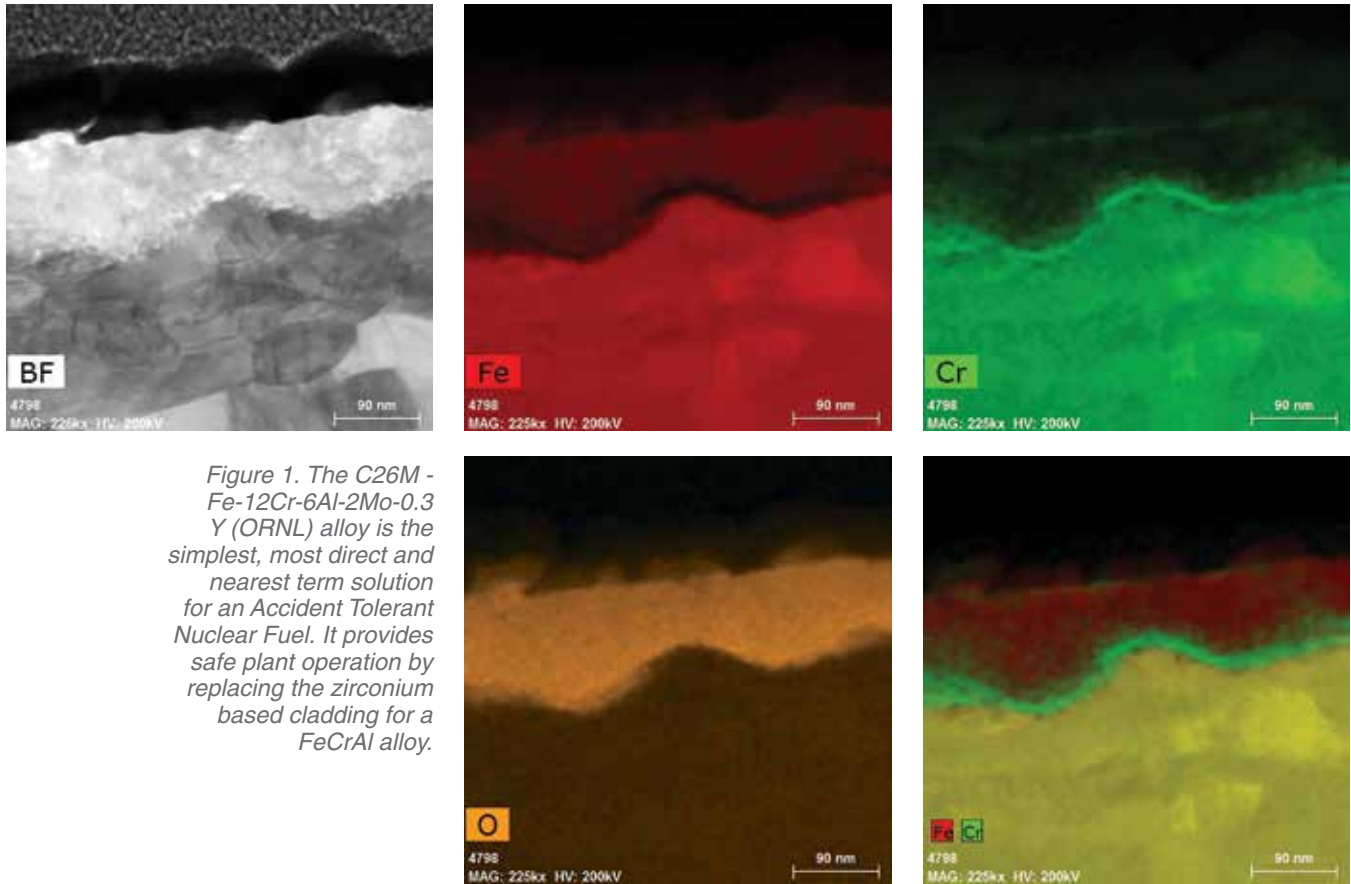 BF
4798
90 nm
MAG: 225kx HV: 200kV
Fe
4798
90 nm
MAG: 225kx HV: 200kV
Cr
4798
90 nm
MAG: 225kx HV: 200kV
Figure 1. The C26M -
Fe-12Cr-6Al-2Mo-0.3
Y (ORNL) alloy is the
simplest, most direct and
nearest term solution
for an Accident Tolerant
Nuclear Fuel. It provides
safe plant operation by
replacing the zirconium
based cladding for a
FeCrAl alloy.
O
4798
90 nm
MAG: 225kx HV: 200kV
Fe Cr
4798
90 nm
MAG: 225kx HV: 200kV